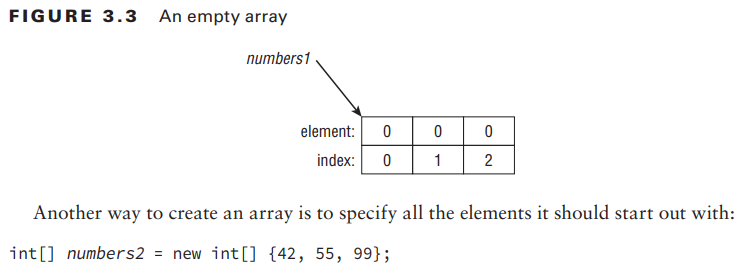 FIGURE 3.3 An empty array
numbers1
element: 0 0 0
index: 0 1 2
Another way to create an array is to specify all the elements it should start out with:
int[] numbers2 = new int[] {42, 55, 99};